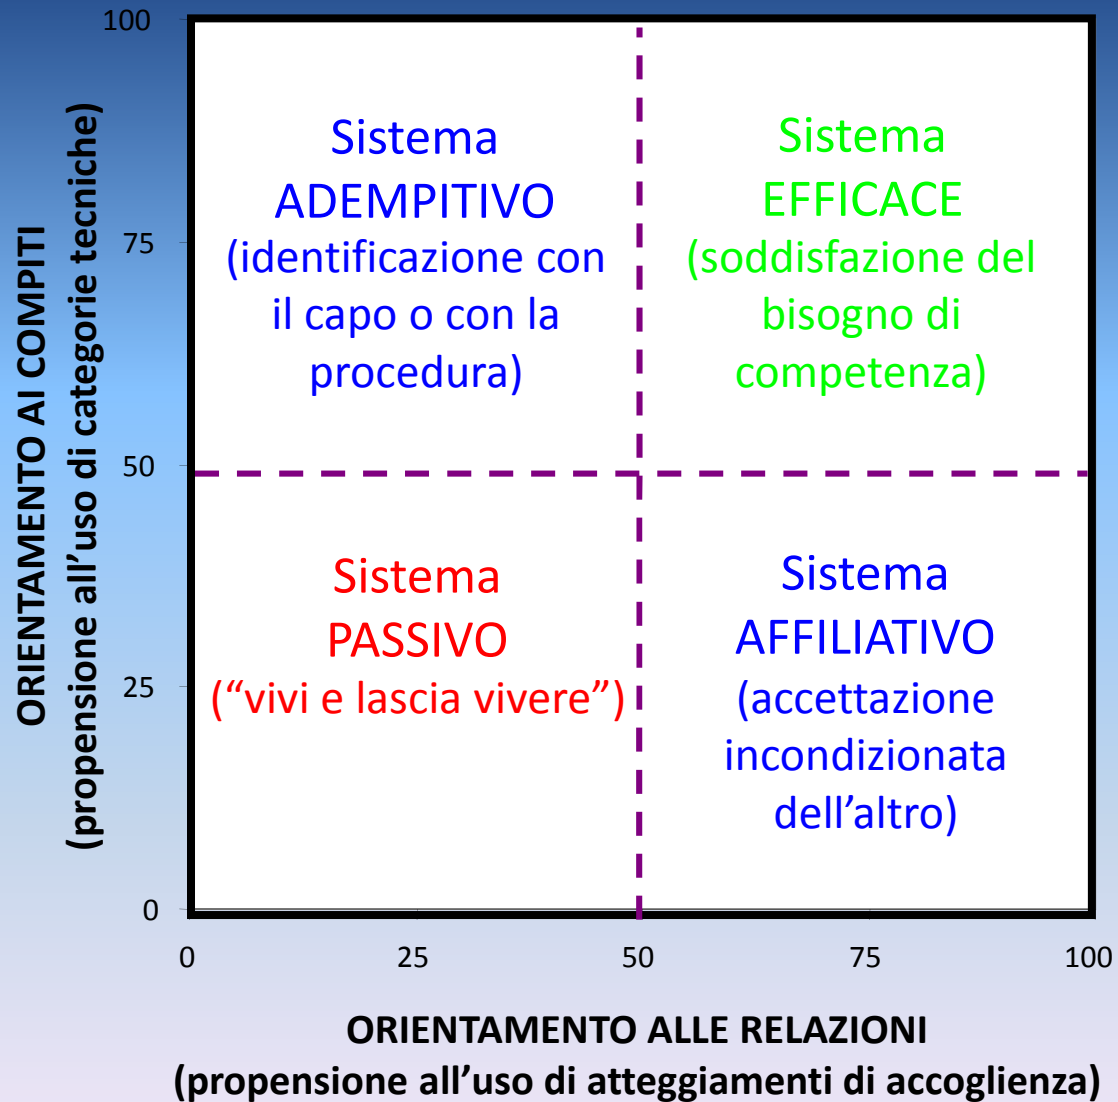 100
75
50
25
0
ORIENTAMENTO AI COMPITI
(propensione all’uso di categorie tecniche)
Sistema
ADEMPITIVO
(identificazione con
il capo o con la
procedura)
Sistema
EFFICACE
(soddisfazione del
bisogno di
competenza)
Sistema
PASSIVO
(“vivi e lascia vivere”)
Sistema
AFFILIATIVO
(accettazione
incondizionata
dell’altro)
0 25 50 75 100
ORIENTAMENTO ALLE RELAZIONI
(propensione all’uso di atteggiamenti di accoglienza)